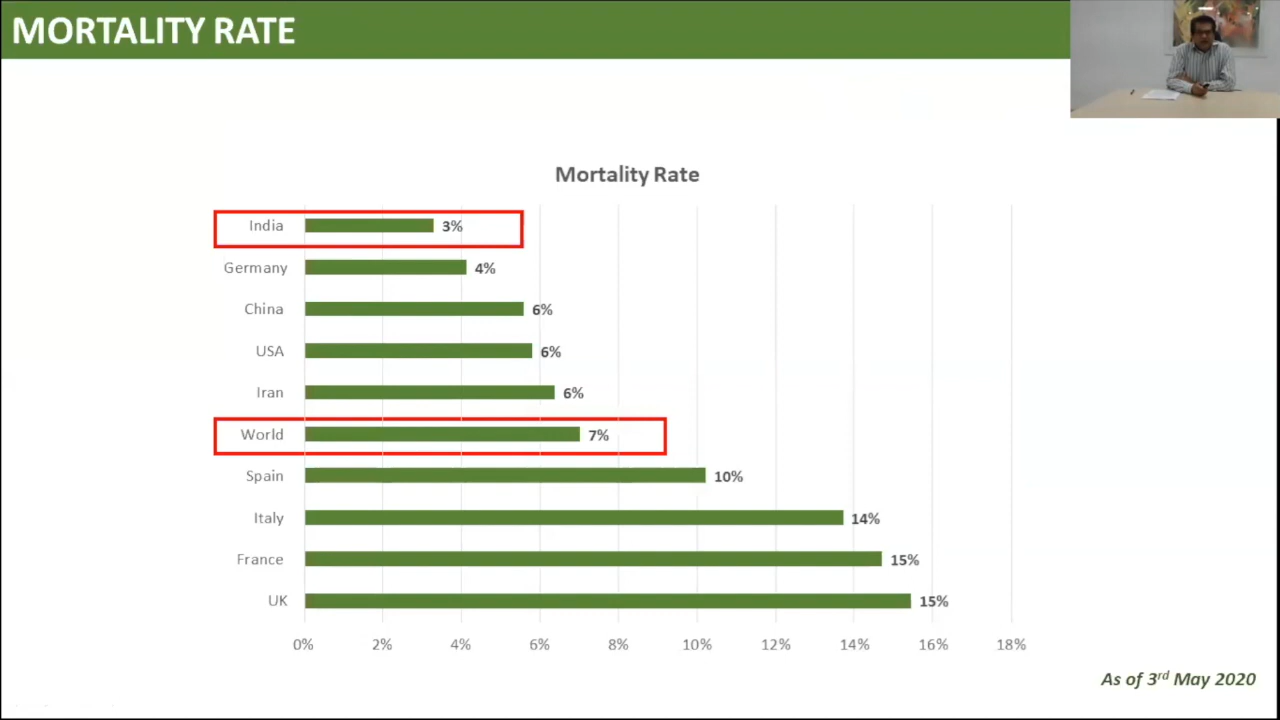 MORTALITY RATE
Mortality Rate
India 3%
Germany 4%
China 6%
USA 6%
Iran 6%
World 7%
Spain 10%
Italy 14%
France 15%
UK 15%
0% 2% 4% 6% 8% 10% 12% 14% 16% 18%
As of 3rd May 2020